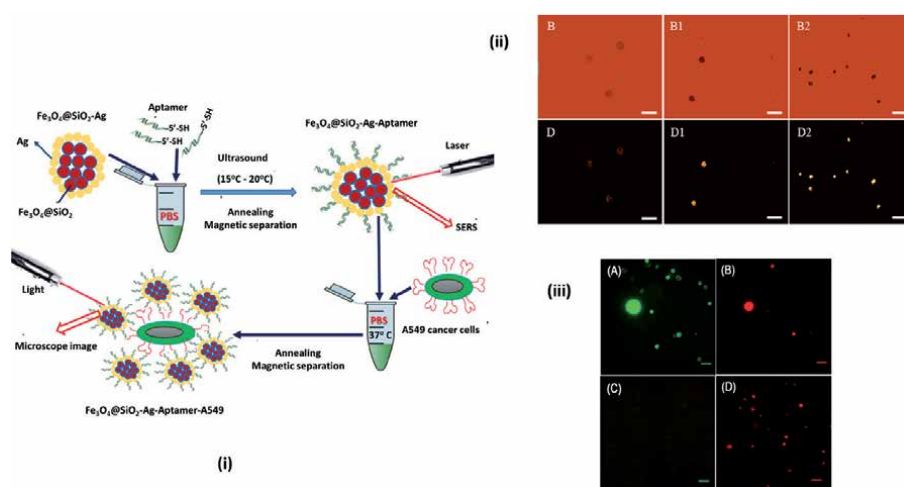 (ii)
B
B1
B2
D
D1
D2
Fe₃O₄@SiO₂-Ag
Aptamer
5'-SH
5'-SH
5'-SH
Ag
Fe₃O₄@SiO₂
PBS
Ultrasound
(15°C - 20°C)
Annealing
Magnetic separation
Fe₃O₄@SiO₂-Ag-Aptamer
Laser
SERS
Light
Microscope image
PBS
37° C
A549 cancer cells
Annealing
Magnetic separation
Fe₃O₄@SiO₂-Ag-Aptamer-A549
(i)
(iii)
(A)
(B)
(C)
(D)